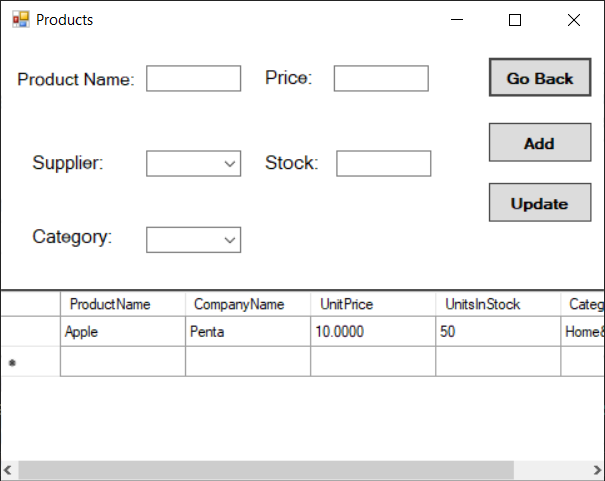 Products
Product Name: Price: Go Back
Add
Supplier: Stock:
Update
Category:
ProductName CompanyName UnitPrice UnitsInStock Categ
Apple Penta 10.0000 50 Home&